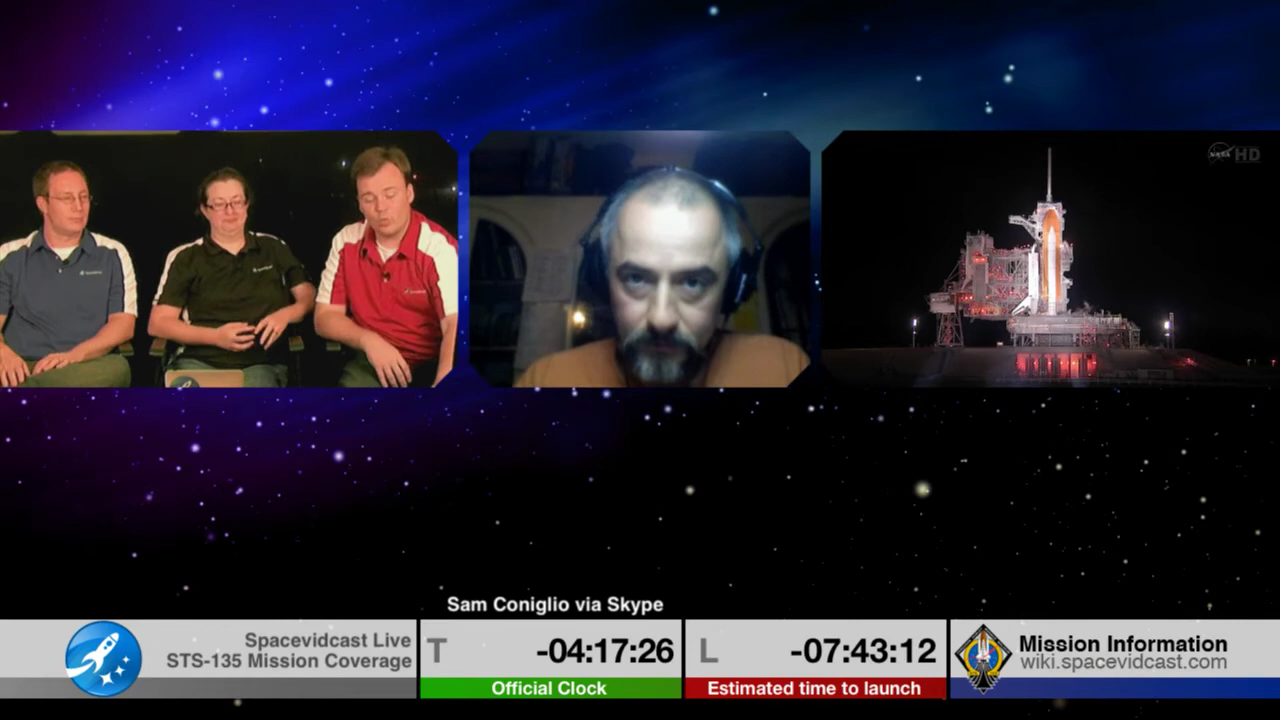 NASA HD
Sam Coniglio via Skype
Spacevidcast Live
STS-135 Mission Coverage
T -04:17:26
Official Clock
L -07:43:12
Estimated time to launch
Mission Information
wiki.spacevidcast.com